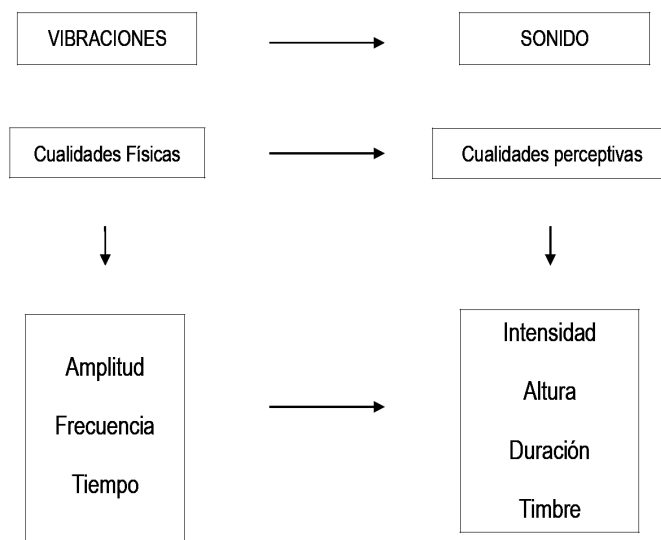 VIBRACIONES
SONIDO
Cualidades Físicas
Cualidades perceptivas
Amplitud
Frecuencia
Tiempo
Intensidad
Altura
Duración
Timbre